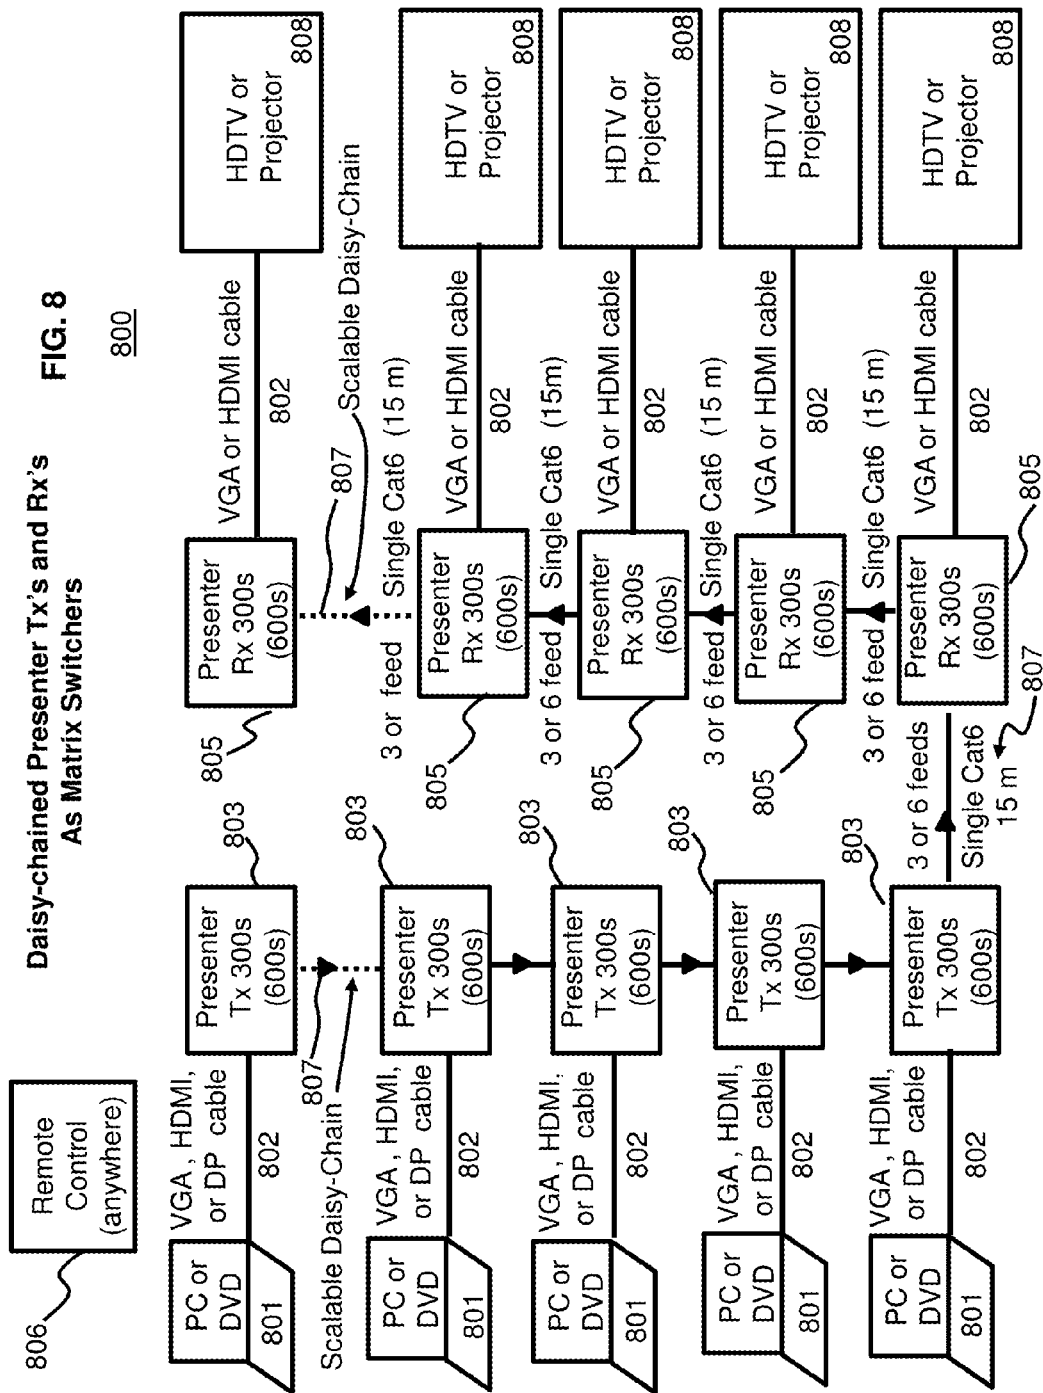 Daisy-chained Presenter Tx's and Rx's
As Matrix Switchers
FIG. 8
800
806
Remote
Control
(anywhere)
PC or
DVD
801
VGA , HDMI,
or DP cable
802
Presenter
Tx 300s
(600s)
803
805
Presenter
Rx 300s
(600s)
VGA or HDMI cable
802
HDTV or
Projector
808
Scalable Daisy-Chain
807
807
Scalable Daisy-Chain
3 or feed
Single Cat6 (15 m)
PC or
DVD
801
VGA , HDMI,
or DP cable
802
Presenter
Tx 300s
(600s)
803
805
Presenter
Rx 300s
(600s)
VGA or HDMI cable
802
HDTV or
Projector
808
3 or 6 feed
Single Cat6 (15m)
PC or
DVD
801
VGA , HDMI,
or DP cable
802
Presenter
Tx 300s
(600s)
803
805
Presenter
Rx 300s
(600s)
VGA or HDMI cable
802
HDTV or
Projector
808
3 or 6 feed
Single Cat6 (15 m)
PC or
DVD
801
VGA , HDMI,
or DP cable
802
Presenter
Tx 300s
(600s)
803
805
Presenter
Rx 300s
(600s)
VGA or HDMI cable
802
HDTV or
Projector
808
3 or 6 feed
Single Cat6 (15 m)
PC or
DVD
801
VGA , HDMI,
or DP cable
802
Presenter
Tx 300s
(600s)
803
3 or 6 feeds
Single Cat6
15 m
807
Presenter
Rx 300s
(600s)
805
VGA or HDMI cable
802
HDTV or
Projector
808